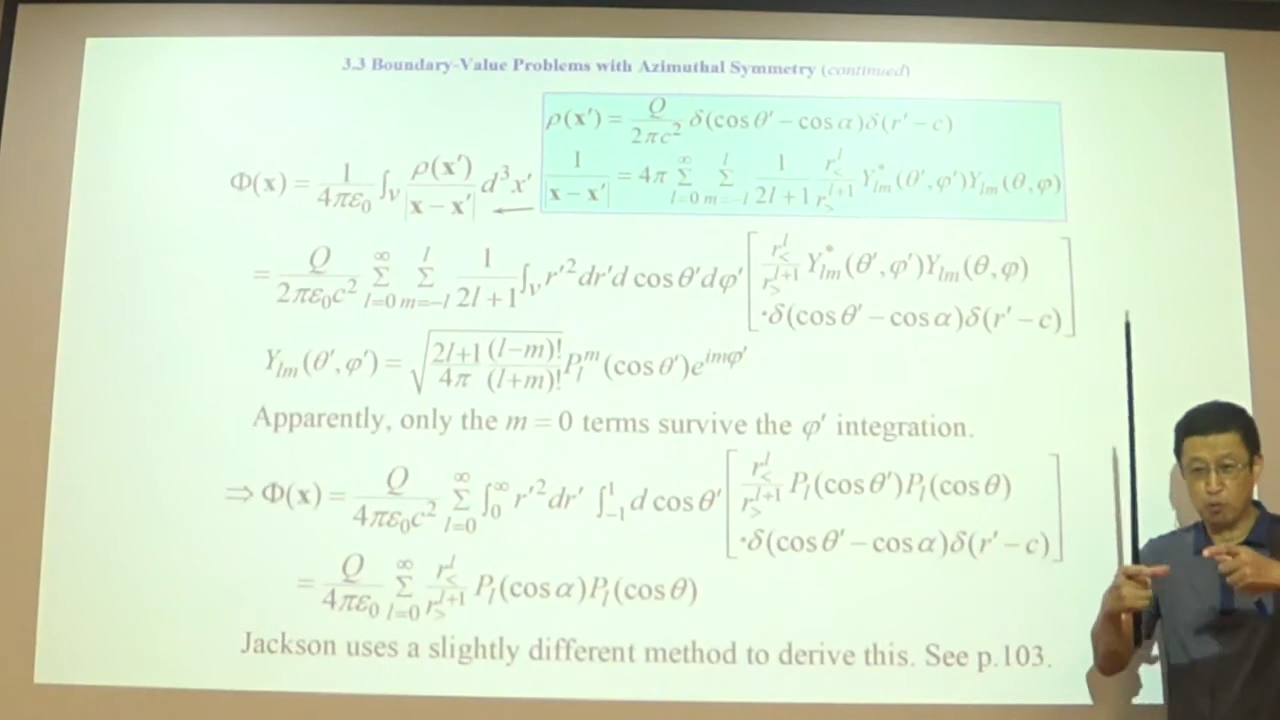 3.3 Boundary-Value Problems with Azimuthal Symmetry (continued)
ρ(x′) = Q/2πc² δ(cos θ′ − cos α)δ(r′ − c)
Φ(x) = 1/4πε₀ ∫_V ρ(x′)/|x − x′| d³x′
1/|x − x′| = 4π Σ_{l=0}^{∞} Σ_{m=−l}^{l} 1/(2l+1) r_<^l/r_>^{l+1} Y*_{lm}(θ′,φ′)Y_{lm}(θ,φ)
= Q/2πε₀c² Σ_{l=0}^{∞} Σ_{m=−l}^{l} 1/(2l+1) ∫_V r′² dr′ d cos θ′ dφ′ [r_<^l/r_>^{l+1} Y*_{lm}(θ′,φ′)Y_{lm}(θ,φ)
·δ(cos θ′ − cos α)δ(r′ − c)]
Y_{lm}(θ′,φ′) = √((2l+1)/4π (l−m)!/(l+m)!) P_l^m(cos θ′)e^{imφ′}
Apparently, only the m = 0 terms survive the φ′ integration.
⇒ Φ(x) = Q/4πε₀c² Σ_{l=0}^{∞} ∫_0^∞ r′² dr′ ∫_{−1}^{1} d cos θ′ [r_<^l/r_>^{l+1} P_l(cos θ′)P_l(cos θ)
·δ(cos θ′ − cos α)δ(r′ − c)]
= Q/4πε₀ Σ_{l=0}^{∞} r_<^l/r_>^{l+1} P_l(cos α)P_l(cos θ)
Jackson uses a slightly different method to derive this. See p.103.